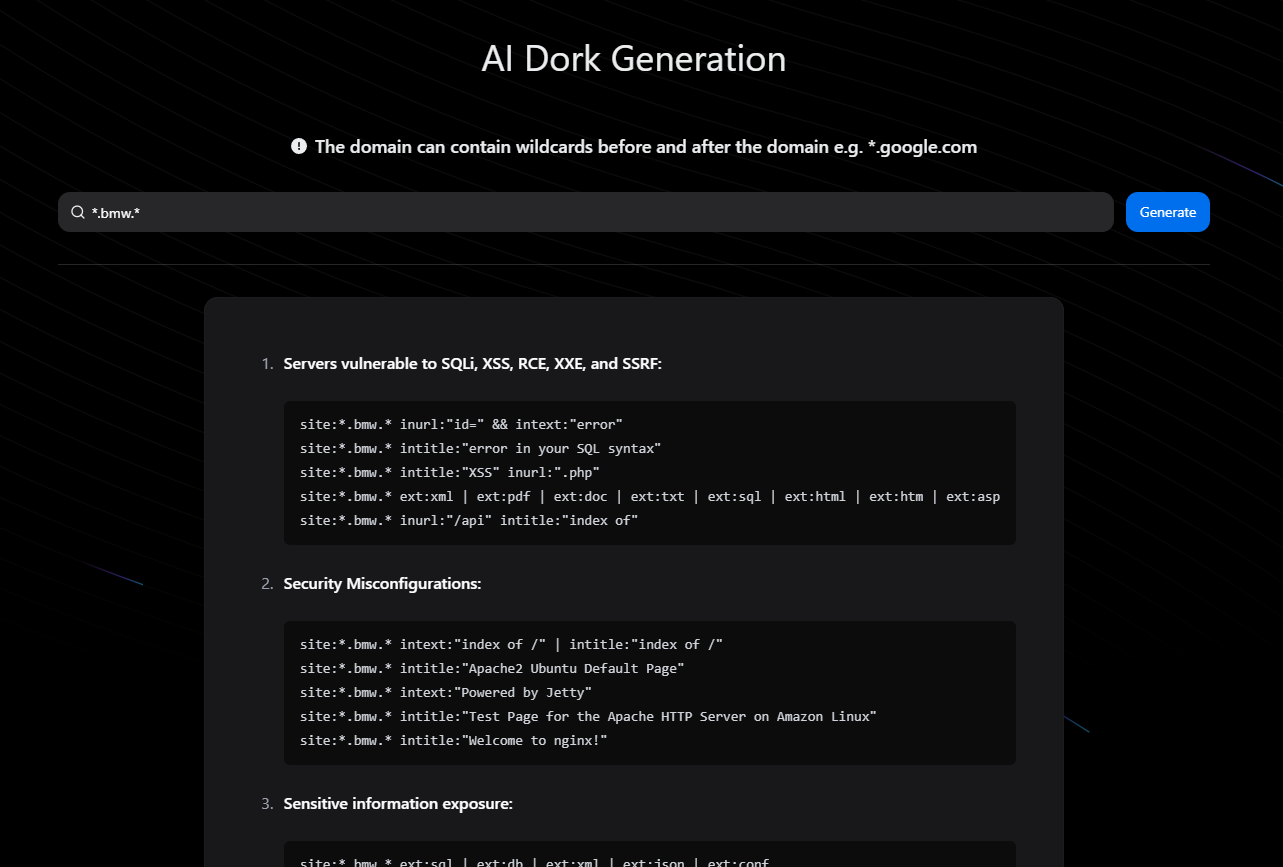 AI Dork Generation
The domain can contain wildcards before and after the domain e.g. *.google.com
*.bmw.*
Generate
1. Servers vulnerable to SQLi, XSS, RCE, XXE, and SSRF:
site:*.bmw.* inurl:"id=" && intext:"error"
site:*.bmw.* intitle:"error in your SQL syntax"
site:*.bmw.* intitle:"XSS" inurl:".php"
site:*.bmw.* ext:xml | ext:pdf | ext:doc | ext:txt | ext:sql | ext:html | ext:htm | ext:asp
site:*.bmw.* inurl:"/api" intitle:"index of"
2. Security Misconfigurations:
site:*.bmw.* intext:"index of /" | intitle:"index of /"
site:*.bmw.* intitle:"Apache2 Ubuntu Default Page"
site:*.bmw.* intext:"Powered by Jetty"
site:*.bmw.* intitle:"Test Page for the Apache HTTP Server on Amazon Linux"
site:*.bmw.* intitle:"Welcome to nginx!"
3. Sensitive information exposure:
site:*.bmw.* ext:sql | ext:db | ext:xml | ext:json | ext:conf